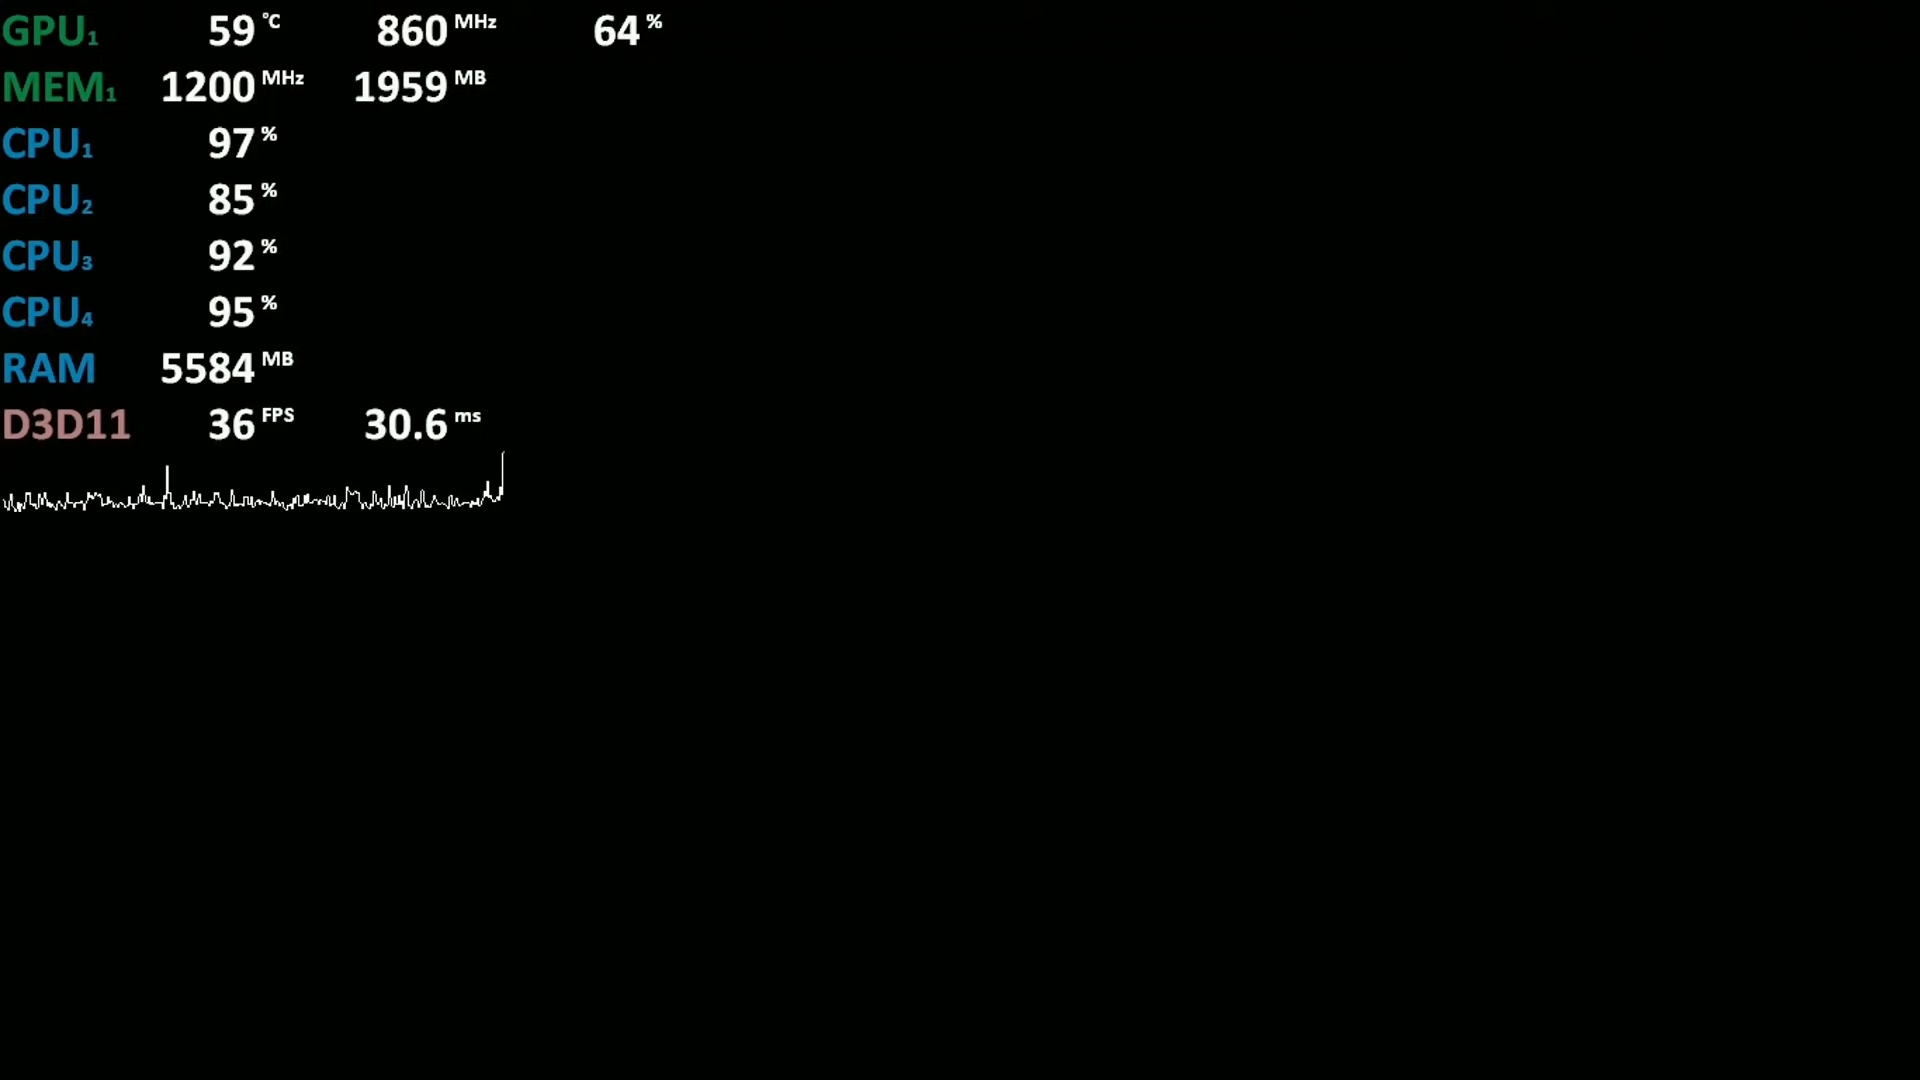 GPU1 59 °C 860 MHz 64 %
MEM1 1200 MHz 1959 MB
CPU1 97 %
CPU2 85 %
CPU3 92 %
CPU4 95 %
RAM 5584 MB
D3D11 36 FPS 30.6 ms